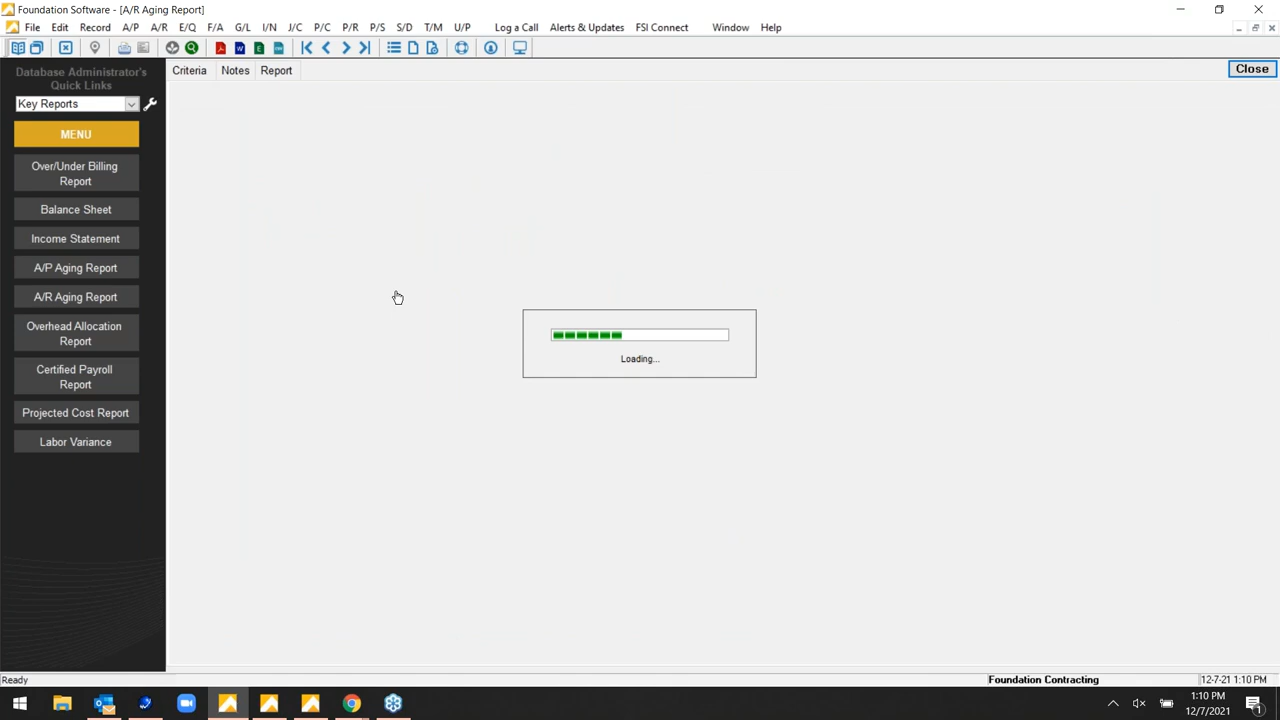 Foundation Software - [A/R Aging Report]
File Edit Record A/P A/R E/Q F/A G/L I/N J/C P/C P/R P/S S/D T/M U/P Log a Call Alerts & Updates FSI Connect Window Help
Database Administrator's
Quick Links
Criteria Notes Report Close
Key Reports
MENU
Over/Under Billing
Report
Balance Sheet
Income Statement
A/P Aging Report
A/R Aging Report
Overhead Allocation
Report
Certified Payroll
Report
Projected Cost Report
Labor Variance
Loading...
Ready Foundation Contracting 12-7-21 1:10 PM
1:10 PM
12/7/2021
1